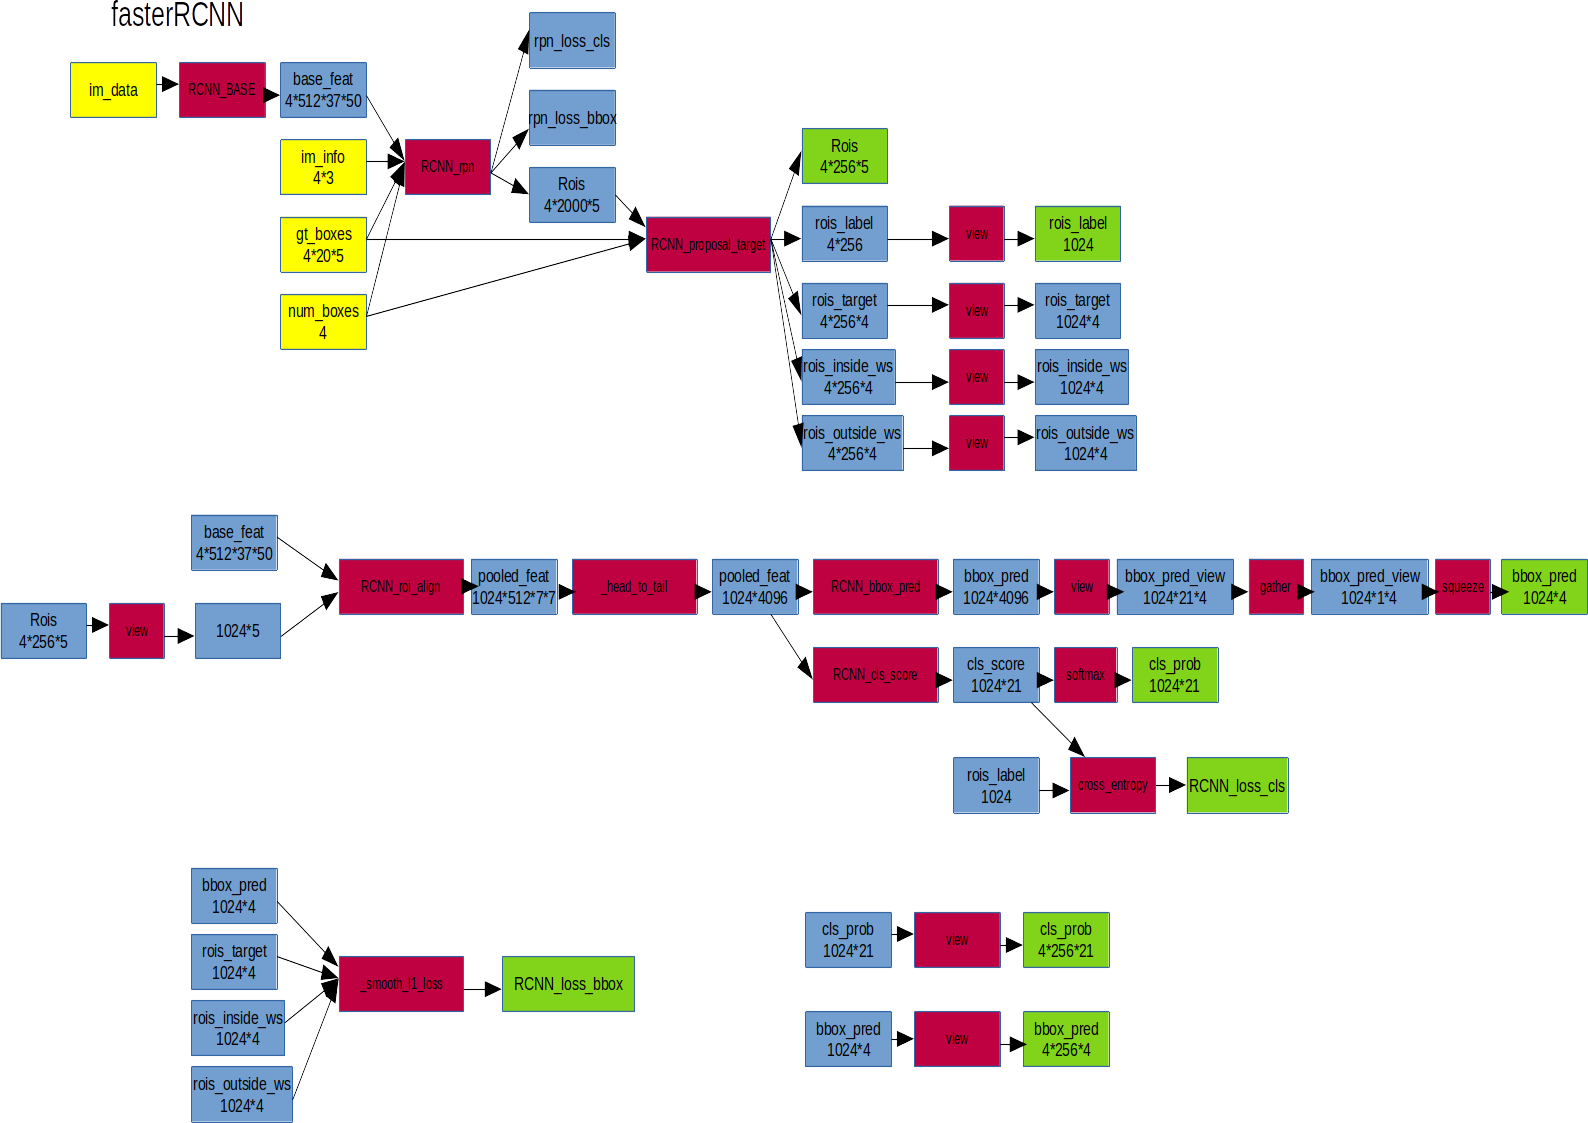 fasterRCNN
im_data
RCNN_BASE
base_feat
4*512*37*50
im_info
4*3
gt_boxes
4*20*5
num_boxes
4
RCNN_rpn
rpn_loss_cls
rpn_loss_bbox
Rois
4*2000*5
RCNN_proposal_target
Rois
4*256*5
rois_label
4*256
view
rois_label
1024
rois_target
4*256*4
view
rois_target
1024*4
rois_inside_ws
4*256*4
view
rois_inside_ws
1024*4
rois_outside_ws
4*256*4
view
rois_outside_ws
1024*4
base_feat
4*512*37*50
Rois
4*256*5
view
1024*5
RCNN_roi_align
pooled_feat
1024*512*7*7
_head_to_tail
pooled_feat
1024*4096
RCNN_bbox_pred
bbox_pred
1024*4096
view
bbox_pred_view
1024*21*4
gather
bbox_pred_view
1024*1*4
squeeze
bbox_pred
1024*4
RCNN_cls_score
cls_score
1024*21
softmax
cls_prob
1024*21
rois_label
1024
cross_entropy
RCNN_loss_cls
bbox_pred
1024*4
rois_target
1024*4
rois_inside_ws
1024*4
rois_outside_ws
1024*4
_smooth_l1_loss
RCNN_loss_bbox
cls_prob
1024*21
view
cls_prob
4*256*21
bbox_pred
1024*4
view
bbox_pred
4*256*4